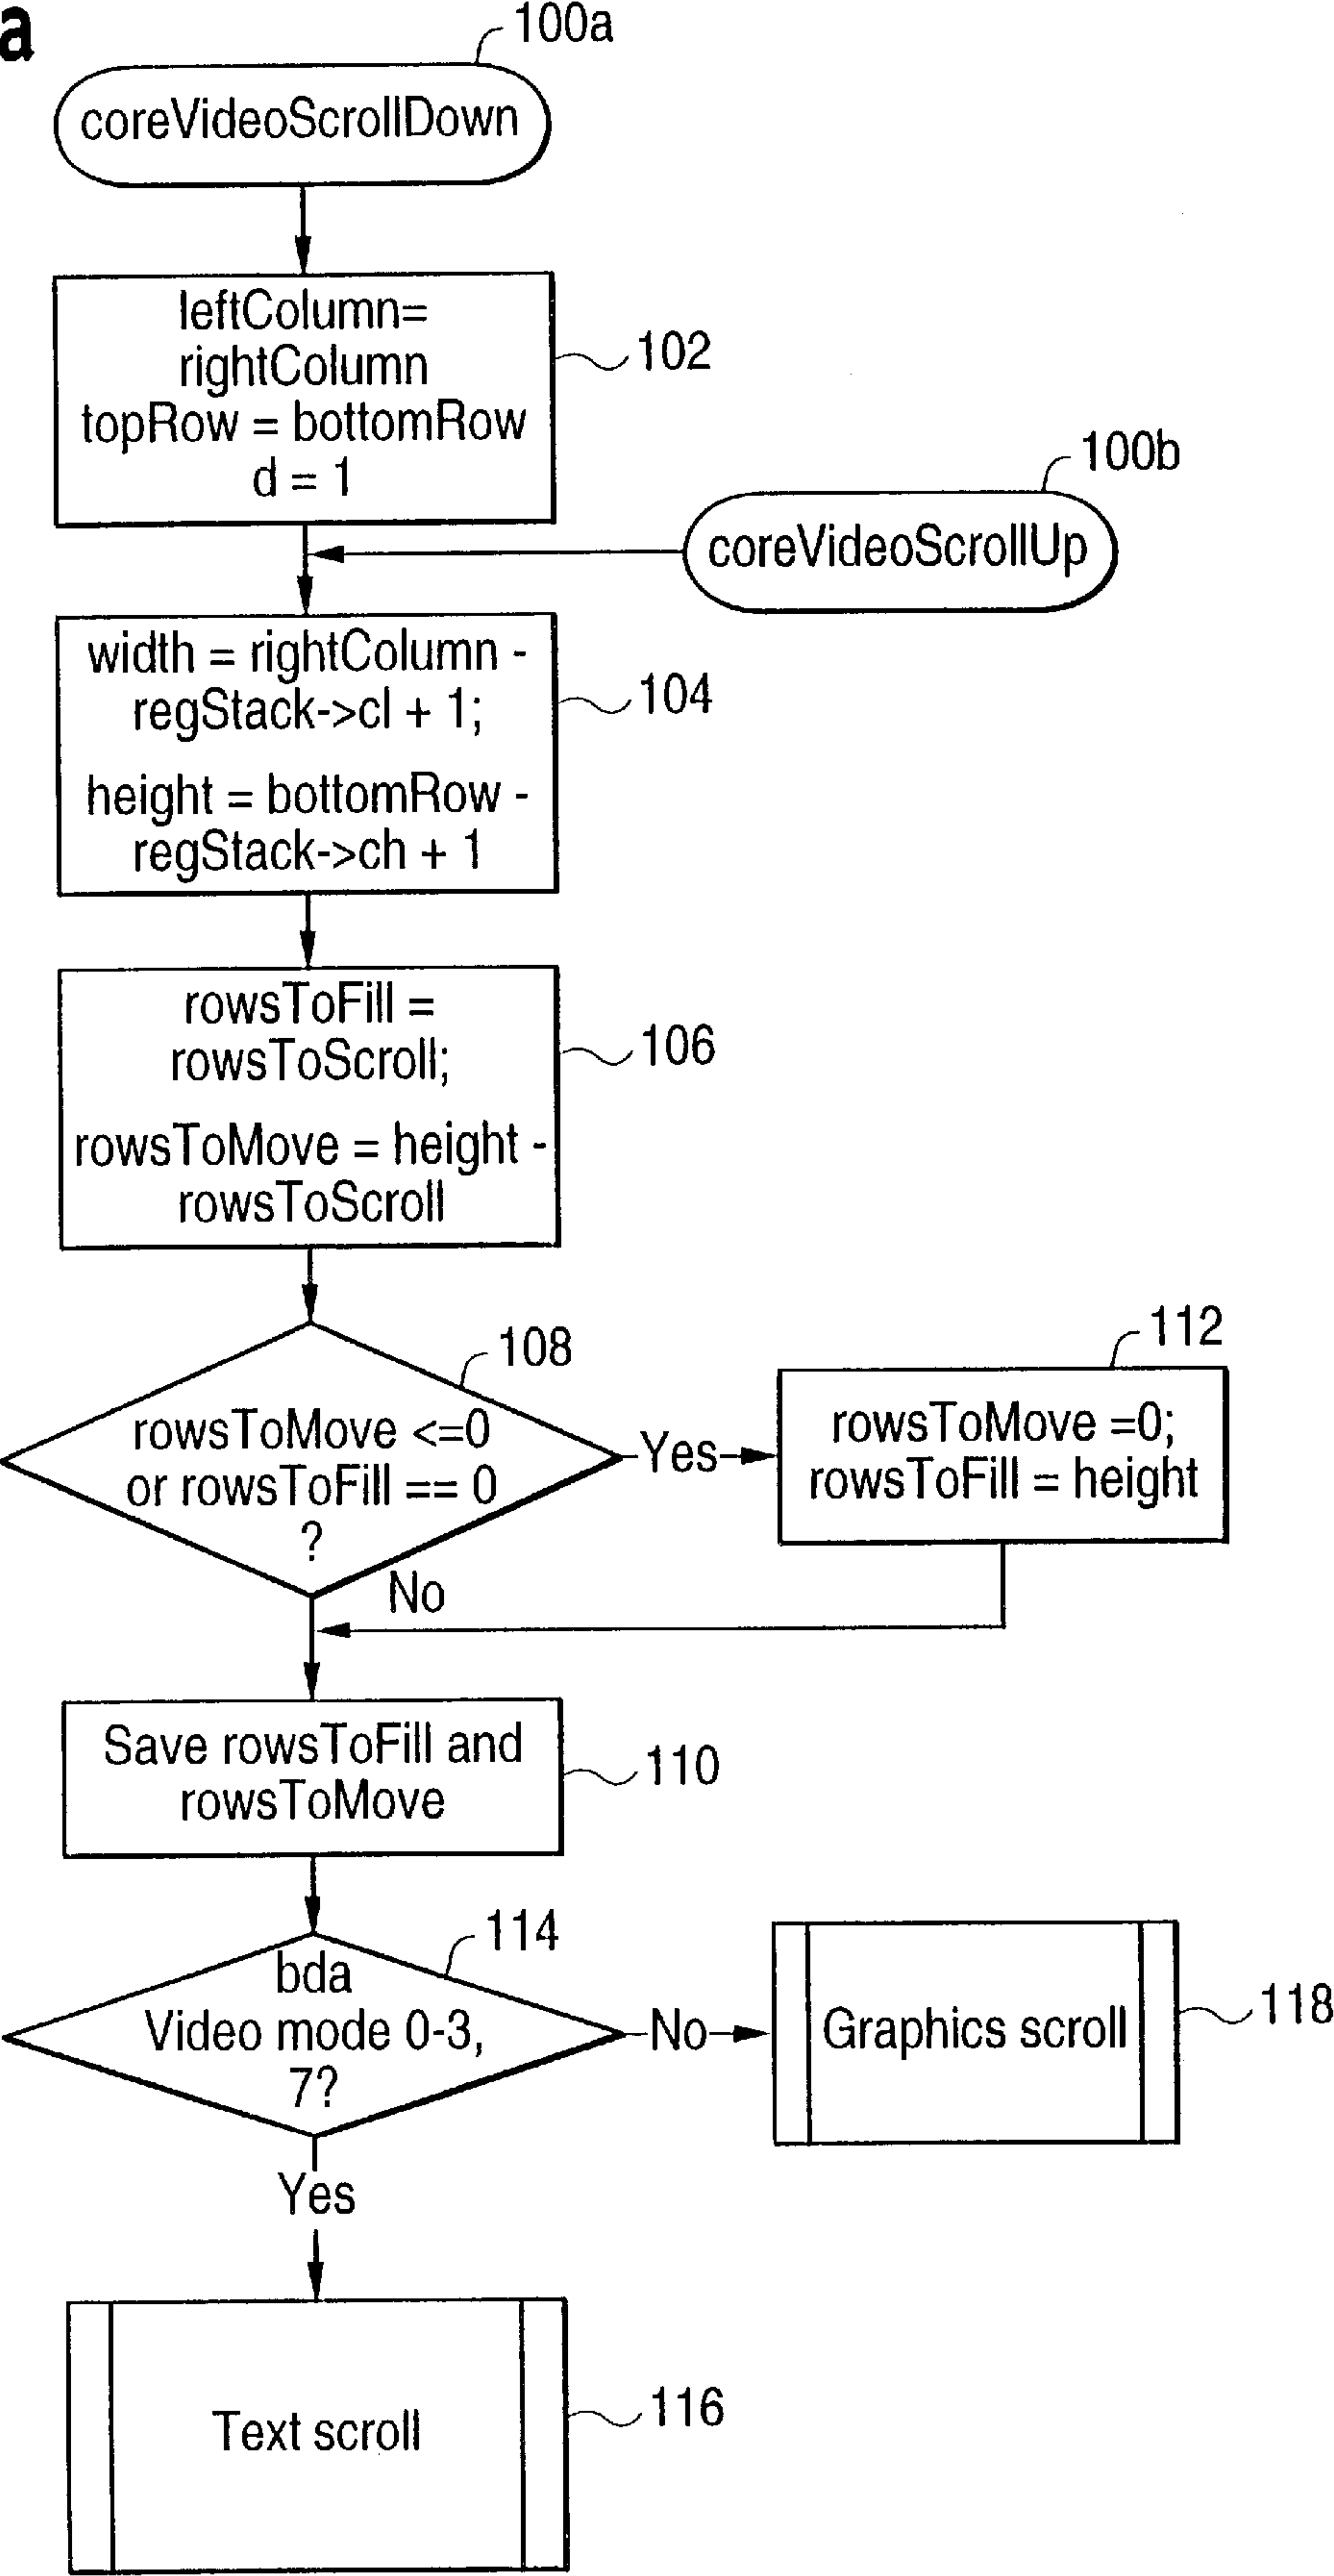 a
100a
coreVideoScrollDown
leftColumn=
rightColumn
topRow = bottomRow
d = 1
102
100b
coreVideoScrollUp
width = rightColumn -
regStack->cl + 1;
height = bottomRow -
regStack->ch + 1
104
rowsToFill =
rowsToScroll;
rowsToMove = height -
rowsToScroll
106
108
rowsToMove <=0
or rowsToFill == 0
?
Yes
112
rowsToMove =0;
rowsToFill = height
No
Save rowsToFill and
rowsToMove
110
114
bda
Video mode 0-3,
7?
No
Graphics scroll
118
Yes
Text scroll
116